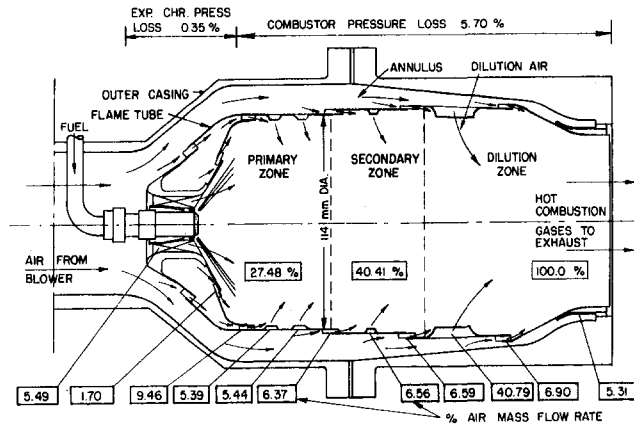 EXP. CHR. PRESS
LOSS 0.35 %
COMBUSTOR PRESSURE LOSS 5.70 %
OUTER CASING
ANNULUS
DILUTION AIR
FLAME TUBE
FUEL
PRIMARY
ZONE
SECONDARY
ZONE
DILUTION
ZONE
114 mm DIA.
HOT
COMBUSTION
GASES TO
EXHAUST
AIR FROM
BLOWER
27.48 %
40.41 %
100.0 %
5.49
1.70
9.46
5.39
5.44
6.37
6.56
6.59
40.79
6.90
5.31
% AIR MASS FLOW RATE